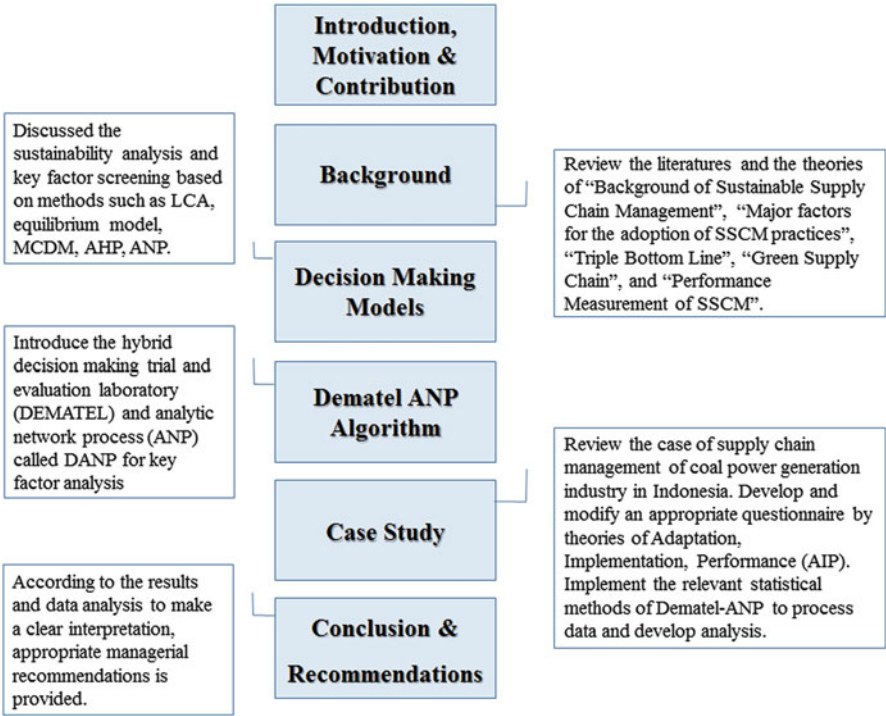 Introduction,
Motivation &
Contribution
Discussed the
sustainability analysis and
key factor screening based
on methods such as LCA,
equilibrium model,
MCDM, AHP, ANP.
Background
Review the literatures and the theories
of “Background of Sustainable Supply
Chain Management”, “Major factors
for the adoption of SSCM practices”,
“Triple Bottom Line”, “Green Supply
Chain”, and “Performance
Measurement of SSCM”.
Decision Making
Models
Introduce the hybrid
decision making trial and
evaluation laboratory
(DEMATEL) and analytic
network process (ANP)
called DANP for key
factor analysis
Dematel ANP
Algorithm
Review the case of supply chain
management of coal power generation
industry in Indonesia. Develop and
modify an appropriate questionnaire by
theories of Adaptation,
Implementation, Performance (AIP).
Implement the relevant statistical
methods of Dematel-ANP to process
data and develop analysis.
Case Study
According to the results
and data analysis to make
a clear interpretation,
appropriate managerial
recommendations is
provided.
Conclusion &
Recommendations